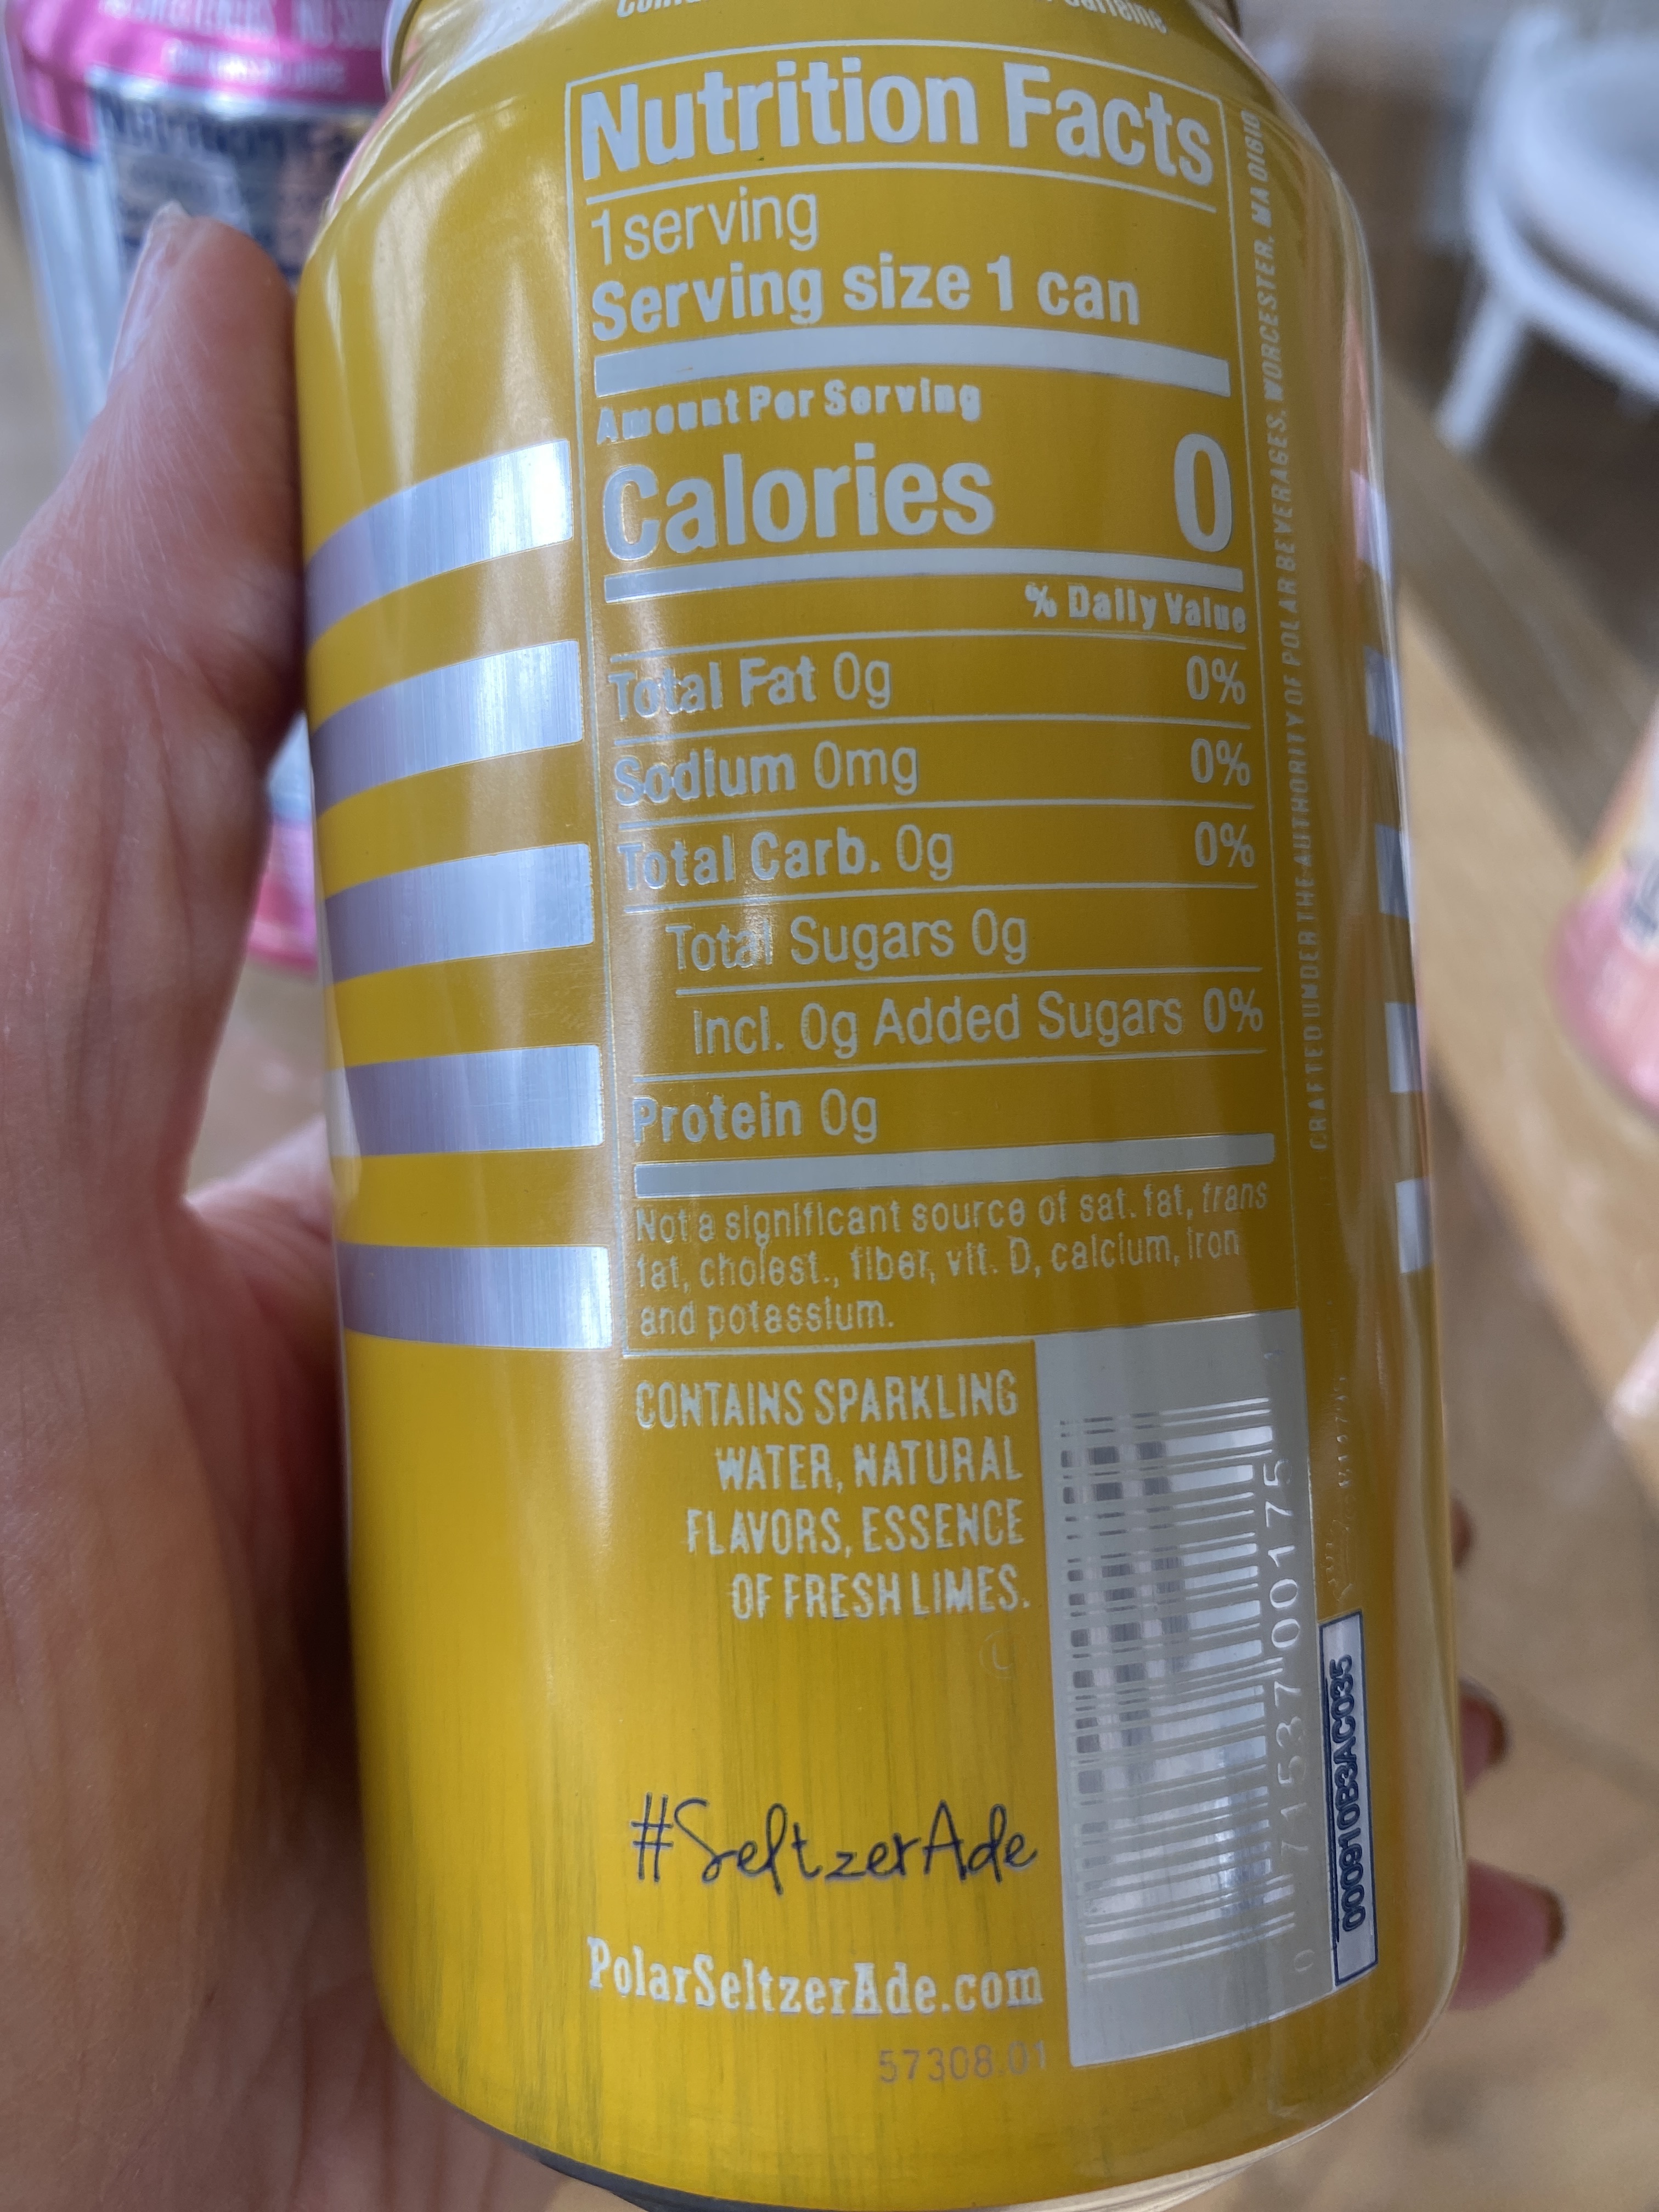 Nutrition Facts
1 serving
Serving size 1 can
Amount Per Serving
Calories 0
% Daily Value
Total Fat 0g 0%
Sodium 0mg 0%
Total Carb. 0g 0%
Total Sugars 0g
Incl. 0g Added Sugars 0%
Protein 0g
Not a significant source of sat. fat, trans
fat, cholest., fiber, vit. D, calcium, iron
and potassium.
CONTAINS SPARKLING
WATER, NATURAL
FLAVORS, ESSENCE
OF FRESH LIMES.
L
#SeltzerAde
PolarSeltzerAde.com
57308.01
CRAFTED UNDER THE AUTHORITY OF POLAR BEVERAGES, WORCESTER, MA 01610
0 71537 00175 1
000910B3AC035
Nutrition